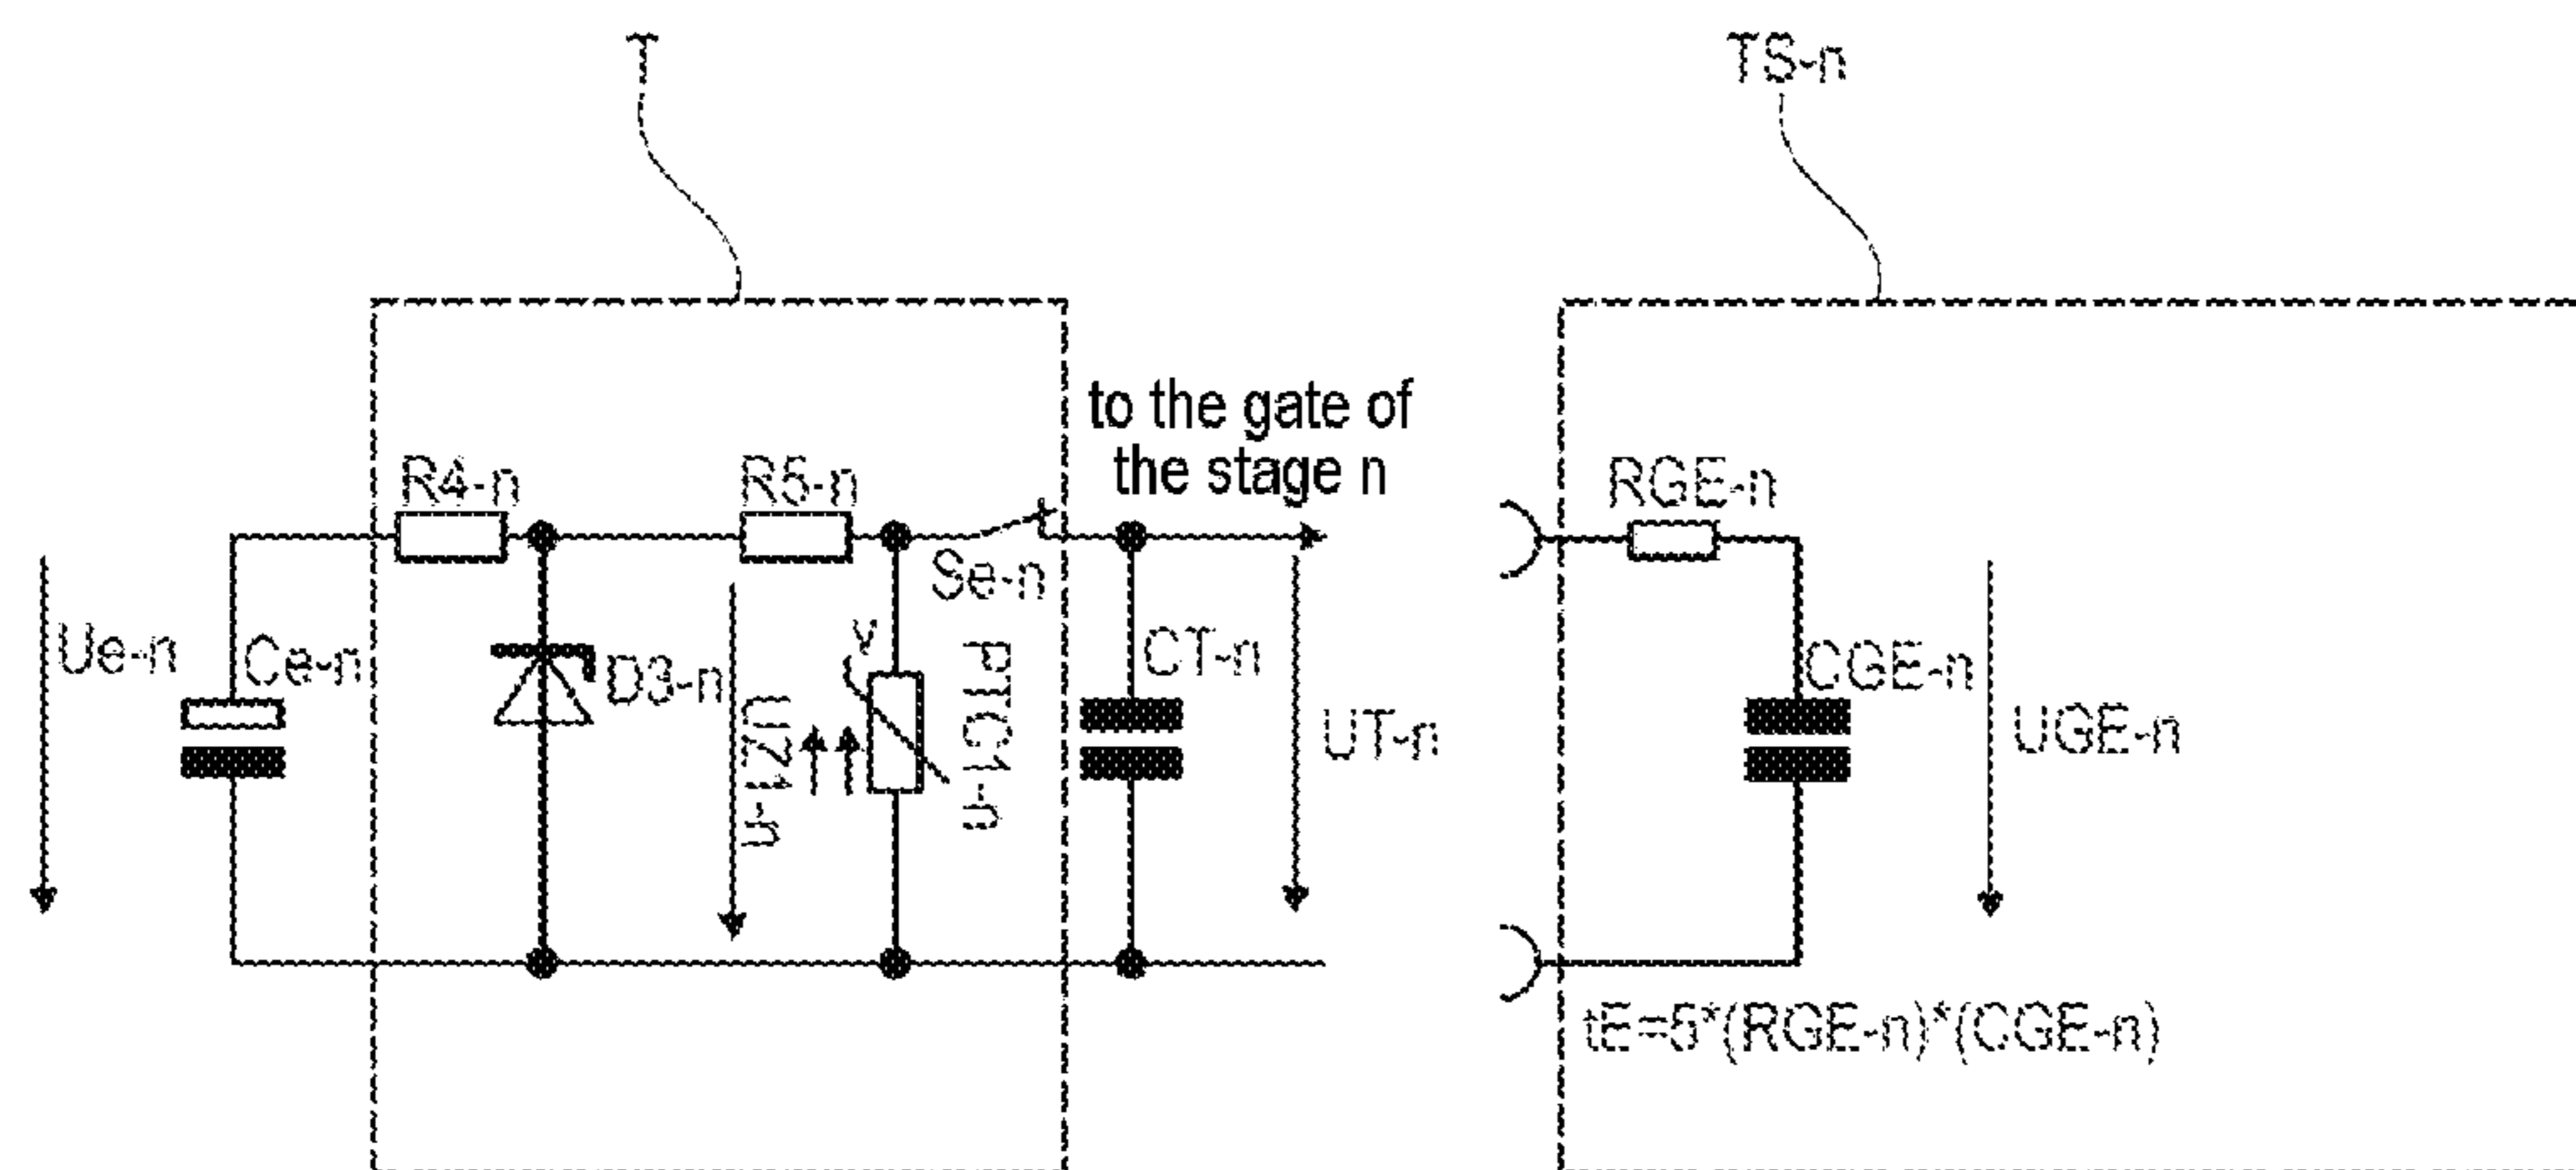 T
TS-n
to the gate of
the stage n
R4-n
R5-n
RGE-n
Se-n
Ue-n
Ce-n
D3-n
UZ1-n
v
PTC1-n
CT-n
UT-n
CGE-n
UGE-n
tE=5*(RGE-n)*(CGE-n)